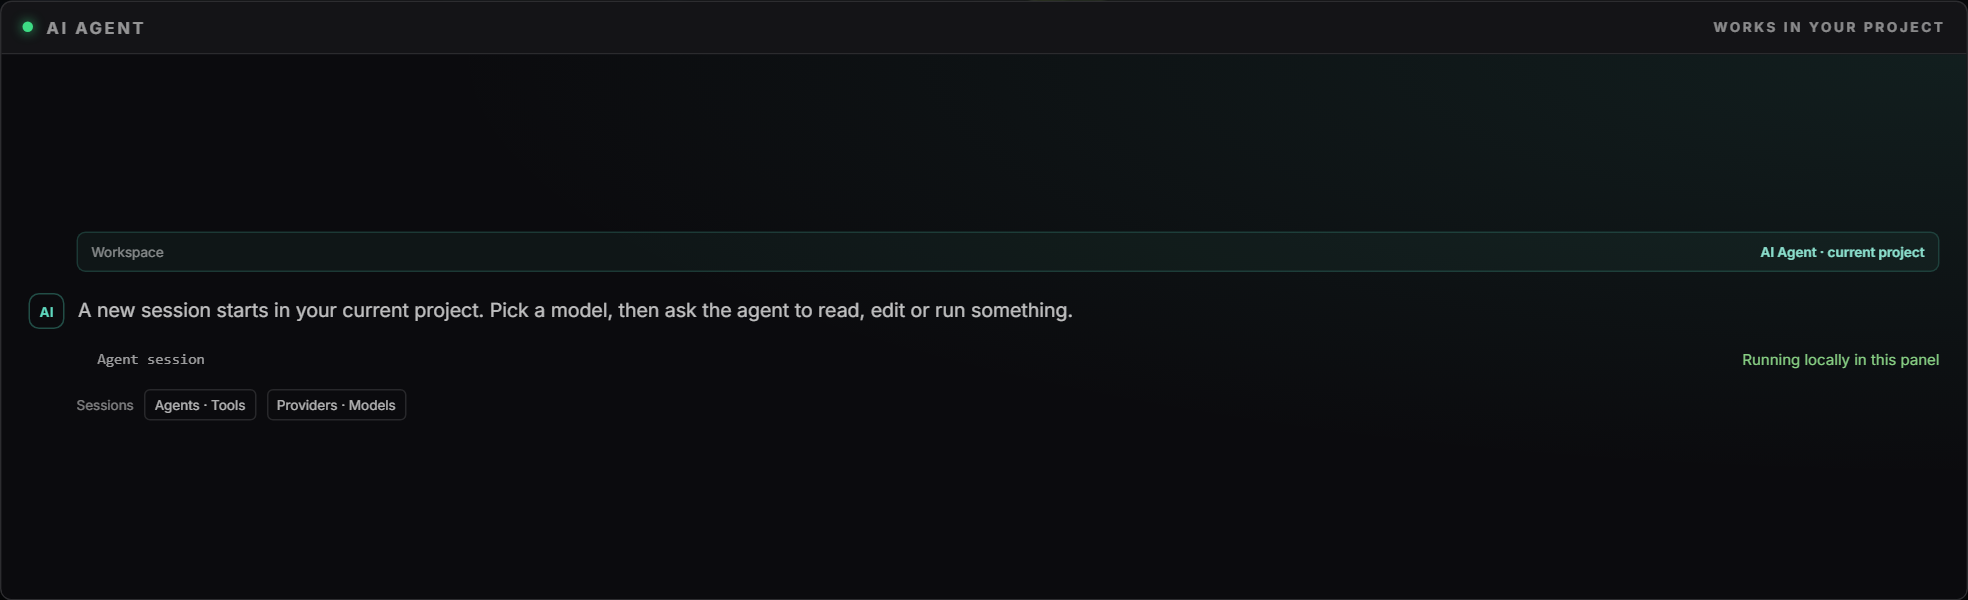 AI AGENT WORKS IN YOUR PROJECT
Workspace AI Agent · current project
AI A new session starts in your current project. Pick a model, then ask the agent to read, edit or run something.
Agent session Running locally in this panel
Sessions Agents · Tools Providers · Models